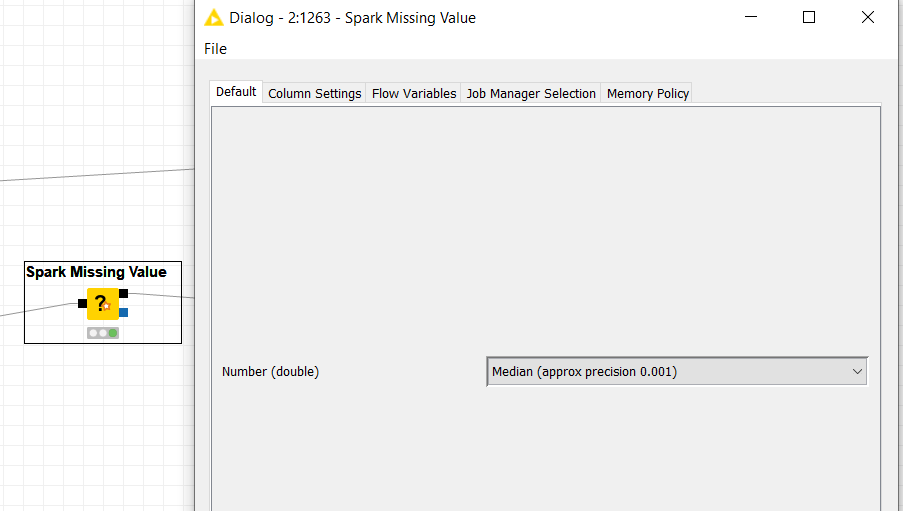 Dialog - 2:1263 - Spark Missing Value
File
Default Column Settings Flow Variables Job Manager Selection Memory Policy
Spark Missing Value
?
Number (double) Median (approx precision 0.001)